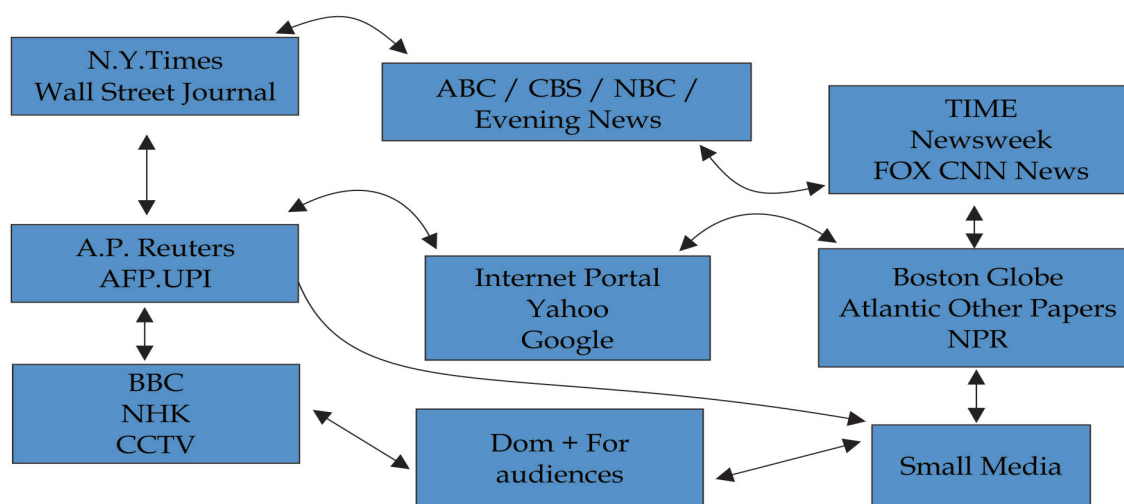 N.Y.Times
Wall Street Journal
ABC / CBS / NBC /
Evening News
TIME
Newsweek
FOX CNN News
A.P. Reuters
AFP.UPI
Internet Portal
Yahoo
Google
Boston Globe
Atlantic Other Papers
NPR
BBC
NHK
CCTV
Dom + For
audiences
Small Media